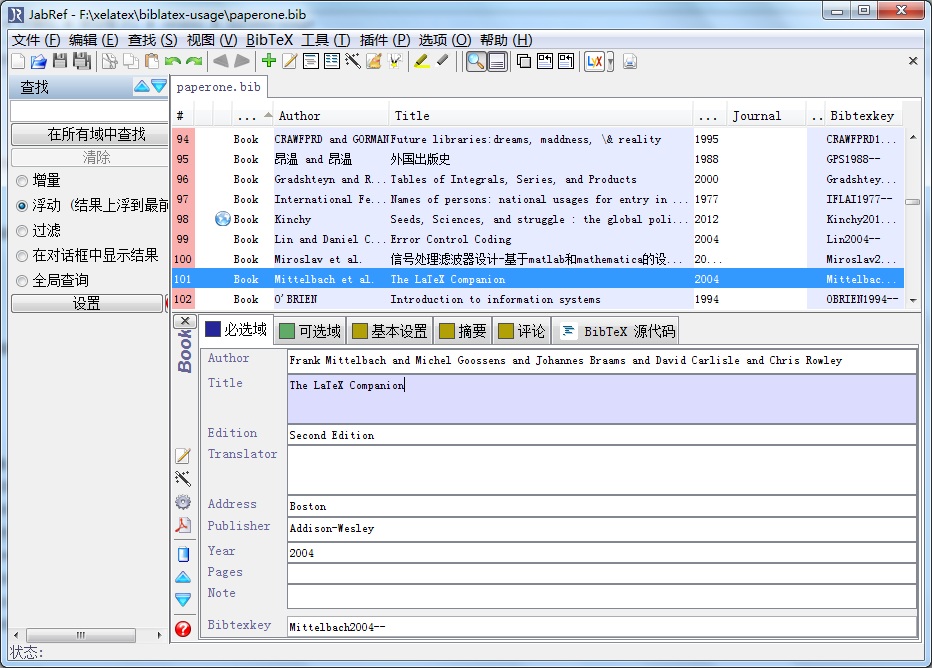 JabRef - F:\xelatex\biblatex-usage\paperone.bib
文件 (F) 编辑 (E) 查找 (S) 视图 (V) BibTeX 工具 (T) 插件 (P) 选项 (O) 帮助 (H)
查找
在所有域中查找
清除
增量
浮动（结果上浮到最前
过滤
在对话框中显示结果
全局查询
设置
paperone.bib
# ... Author Title ... Journal .. Bibtexkey
94 Book CRAWFPRD and GORMAN Future libraries:dreams, maddness, \& reality 1995 CRAWFPRD1...
95 Book 昂温 and 昂温 外国出版史 1988 GPS1988--
96 Book Gradshteyn and R... Tables of Integrals, Series, and Products 2000 Gradshtey...
97 Book International Fe... Names of persons: national usages for entry in ... 1977 IFLAI1977--
98 Book Kinchy Seeds, Sciences, and struggle : the global poli... 2012 Kinchy201...
99 Book Lin and Daniel C... Error Control Coding 2004 Lin2004--
100 Book Miroslav et al. 信号处理滤波器设计-基于matlab和mathematica的设... 20... Miroslav2...
101 Book Mittelbach et al. The LaTeX Companion 2004 Mittelbac...
102 Book O'BRIEN Introduction to information systems 1994 OBRIEN1994--
Book
必选域 可选域 基本设置 摘要 评论 BibTeX 源代码
Author Frank Mittelbach and Michel Goossens and Johannes Braams and David Carlisle and Chris Rowley
Title The LaTeX Companion
Edition Second Edition
Translator
Address Boston
Publisher Addison-Wesley
Year 2004
Pages
Note
Bibtexkey Mittelbach2004--
状态: